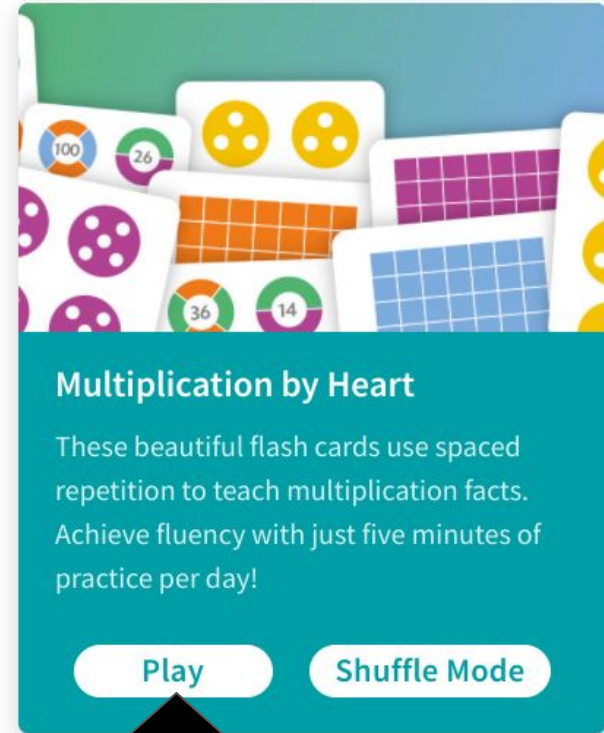 100
26
36
14
Multiplication by Heart
These beautiful flash cards use spaced
repetition to teach multiplication facts.
Achieve fluency with just five minutes of
practice per day!
Play
Shuffle Mode